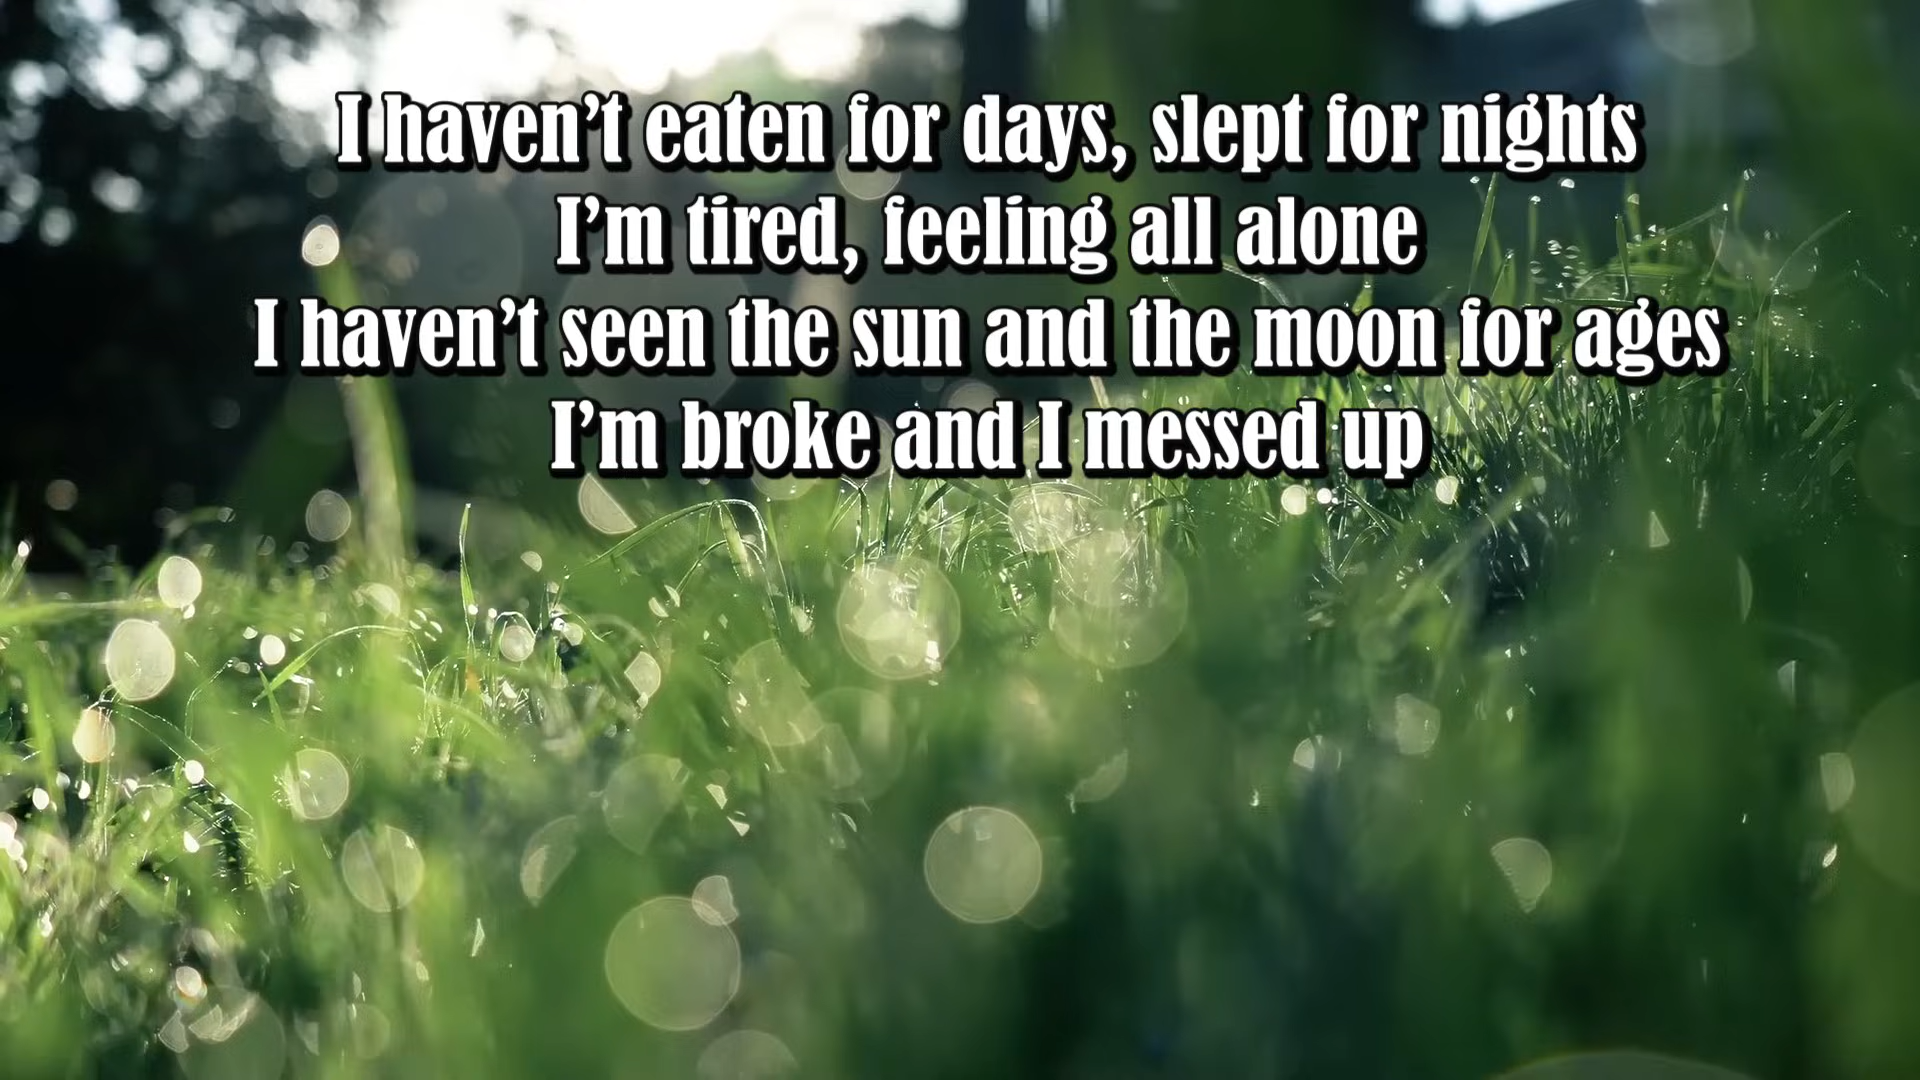 I haven’t eaten for days, slept for nights
I’m tired, feeling all alone
I haven’t seen the sun and the moon for ages
I’m broke and I messed up